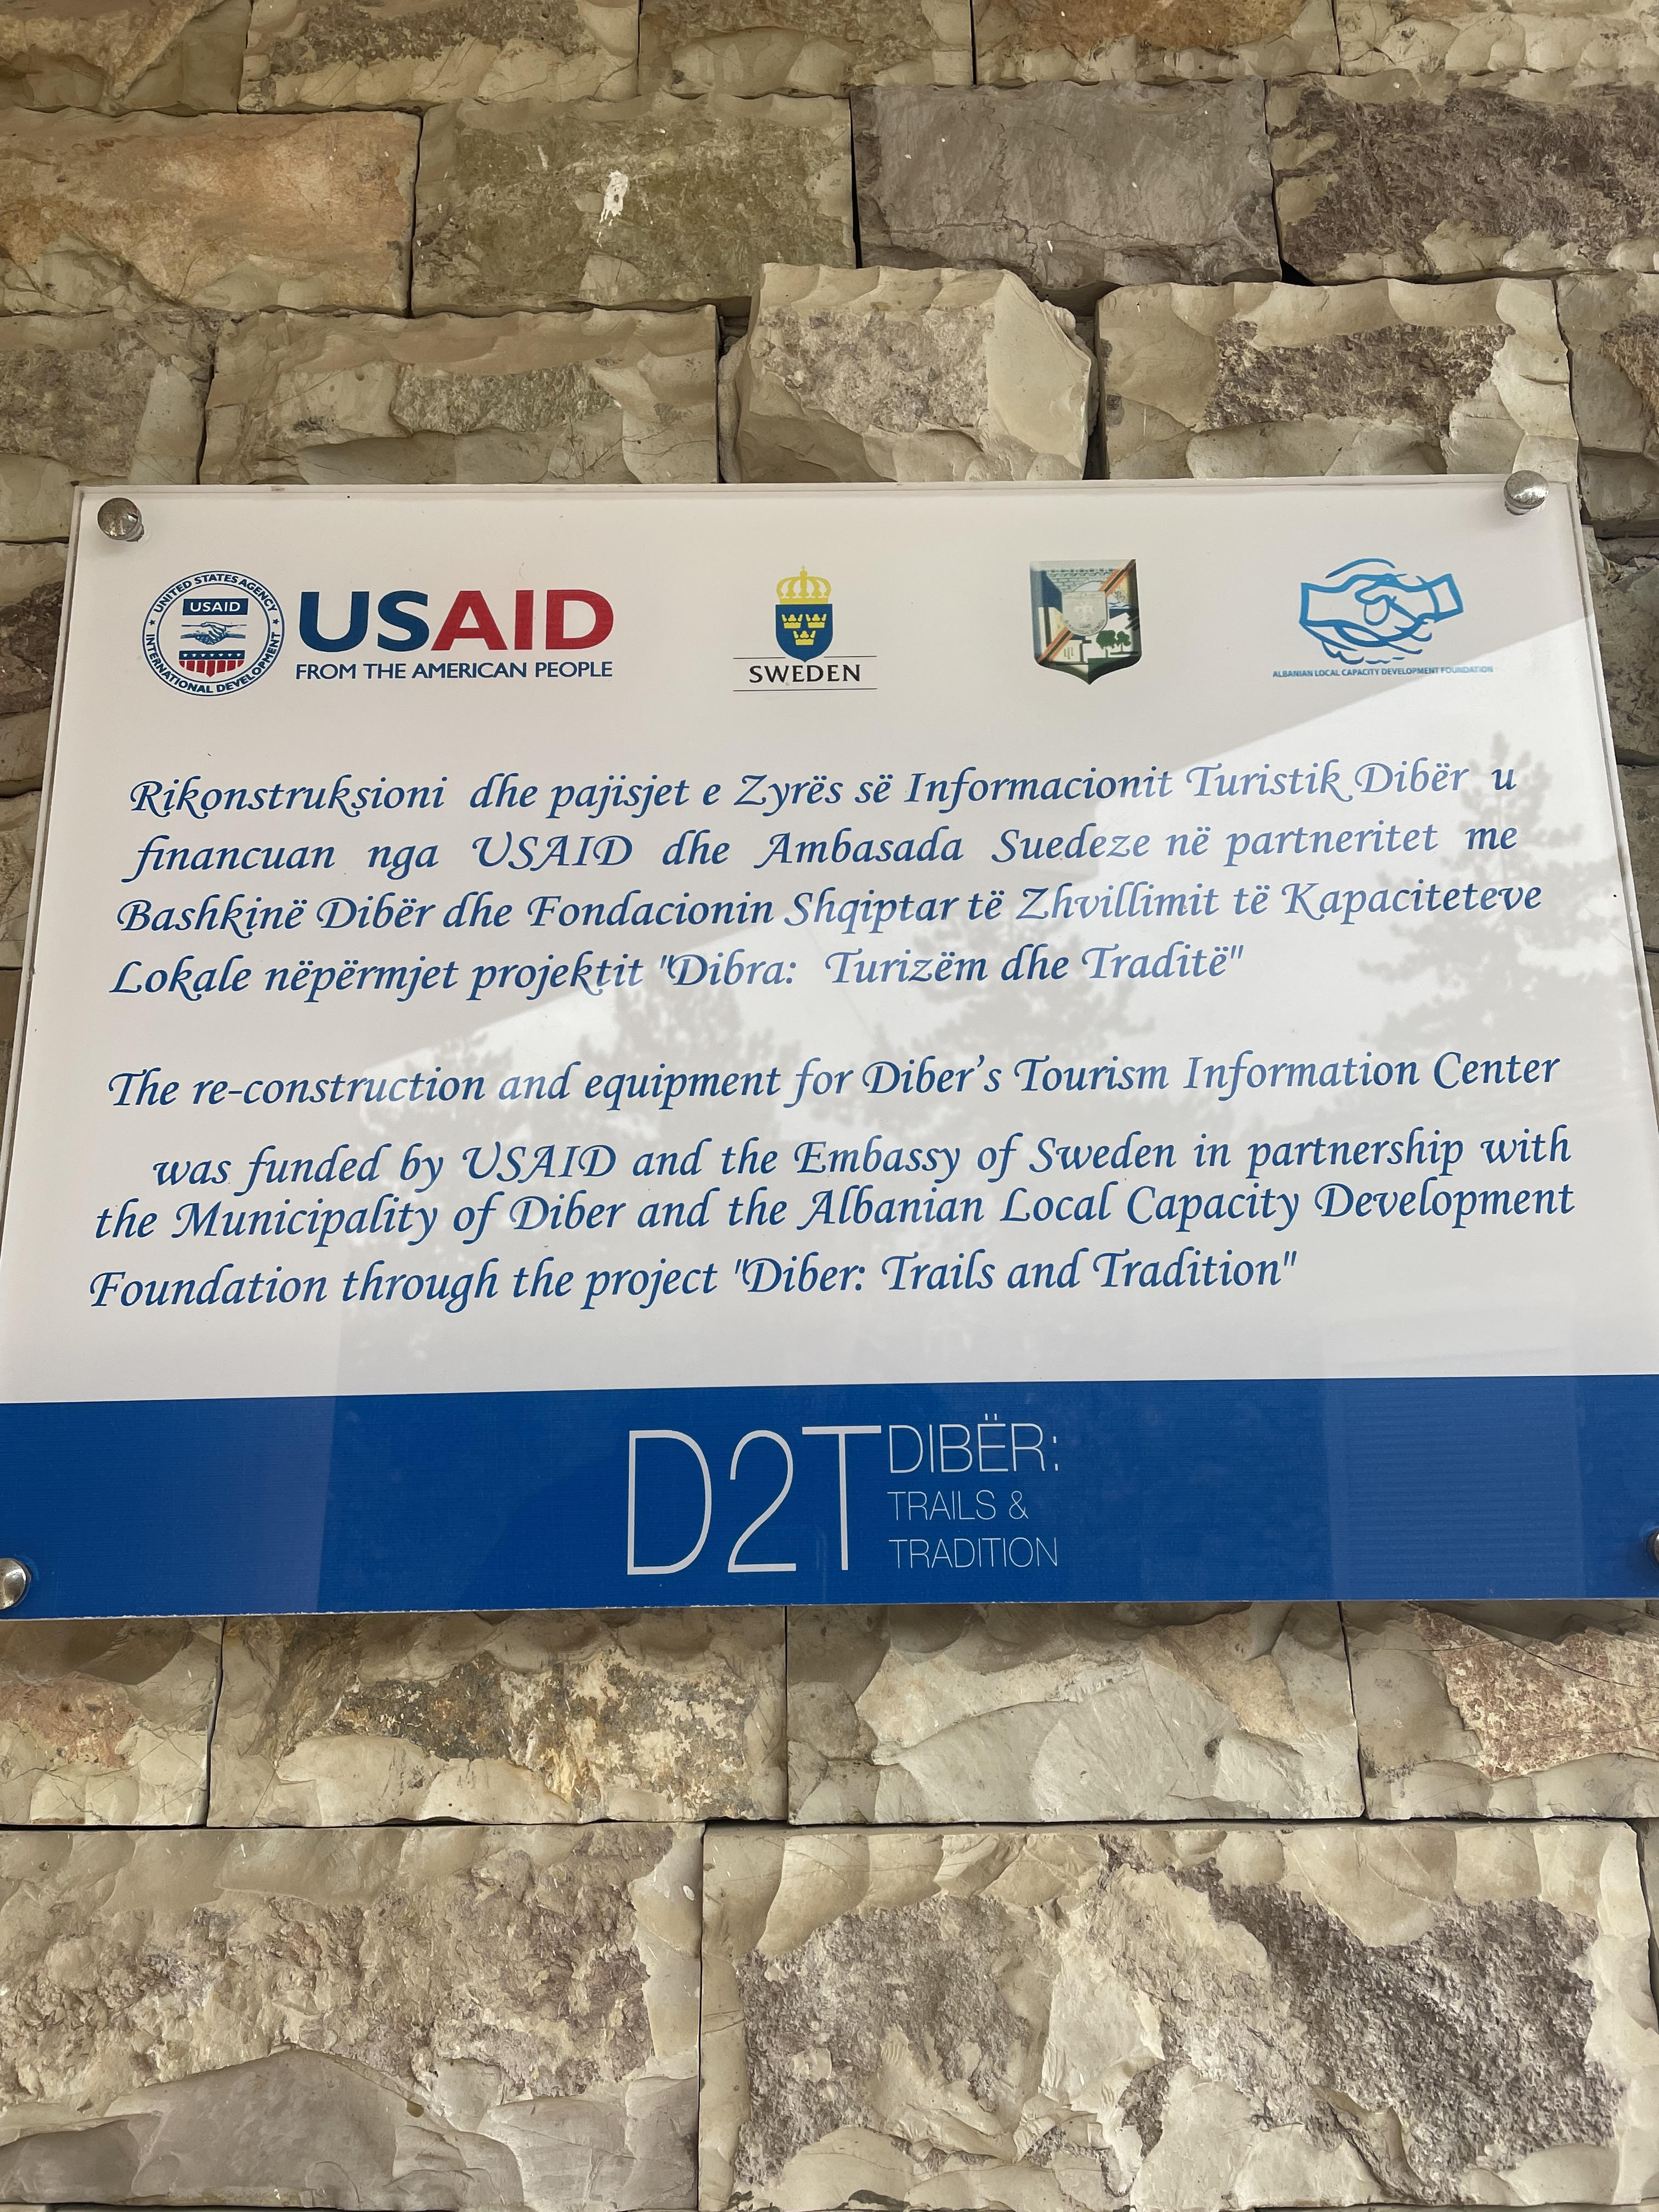 UNITED STATES AGENCY
USAID
INTERNATIONAL DEVELOPMENT
USAID
FROM THE AMERICAN PEOPLE
SWEDEN
ALBANIAN LOCAL CAPACITY DEVELOPMENT FOUNDATION
Rikonstruksioni dhe pajisjet e Zyrës së Informacionit Turistik Dibër u
financuan nga USAID dhe Ambasada Suedeze në partneritet me
Bashkinë Dibër dhe Fondacionin Shqiptar të Zhvillimit të Kapaciteteve
Lokale nëpërmjet projektit "Dibra: Turizëm dhe Traditë"
The re-construction and equipment for Diber's Tourism Information Center
was funded by USAID and the Embassy of Sweden in partnership with
the Municipality of Diber and the Albanian Local Capacity Development
Foundation through the project "Diber: Trails and Tradition"
D2T
DIBËR:
TRAILS &
TRADITION